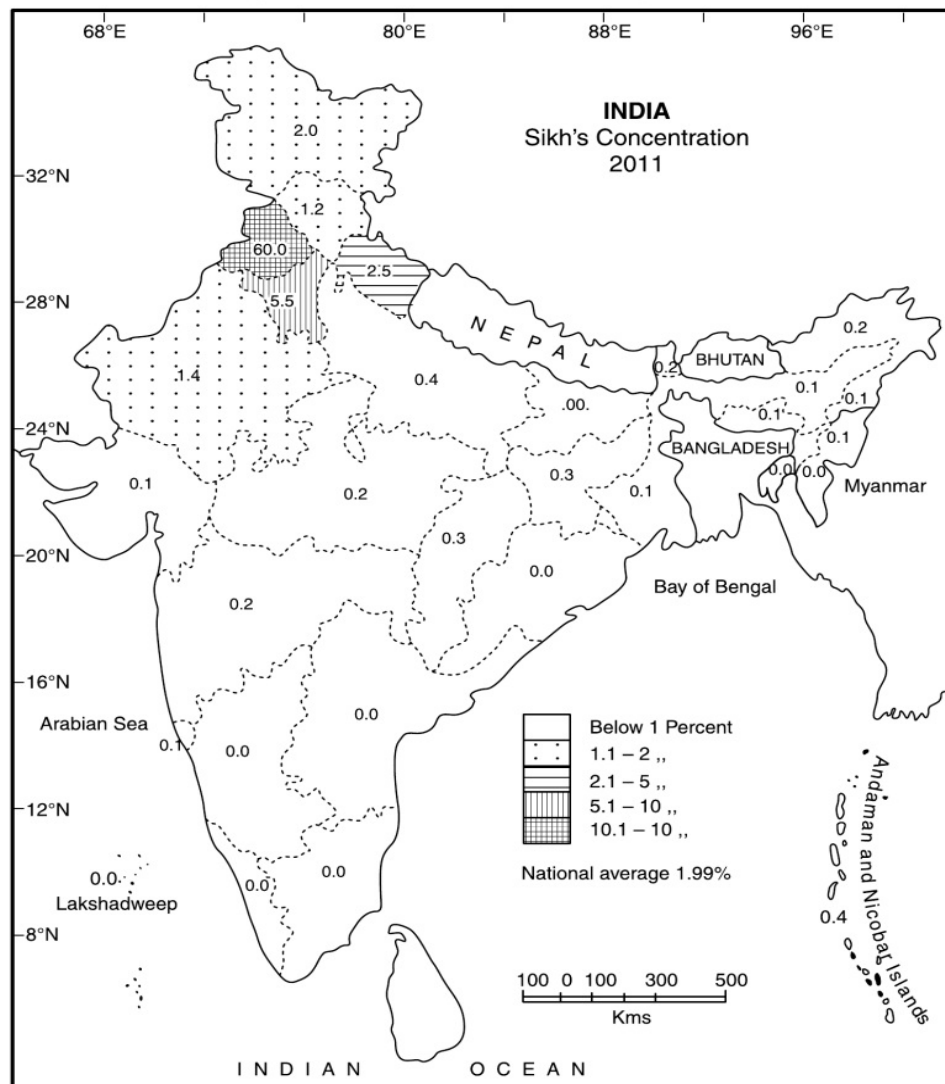 68°E 80°E 88°E 96°E
INDIA
Sikh's Concentration
2011
2.0
32°N
1.2
60.0
2.5
5.5
28°N
NEPAL
0.2
BHUTAN
0.2
1.4
0.4
0.1
.00.
0.1
0.1
24°N
BANGLADESH
0.1
0.3
0.0/0.0
Myanmar
0.1
0.2
0.1
0.3
20°N
0.0
Bay of Bengal
0.2
16°N
Arabian Sea
0.0
0.1
0.0
Below 1 Percent
1.1 – 2 ,,
2.1 – 5 ,,
5.1 – 10 ,,
10.1 – 10 ,,
12°N
National average 1.99%
0.0
Lakshadweep
0.0
0.0
Andaman and Nicobar Islands
0.4
8°N
100 0 100 300 500
Kms
INDIAN OCEAN